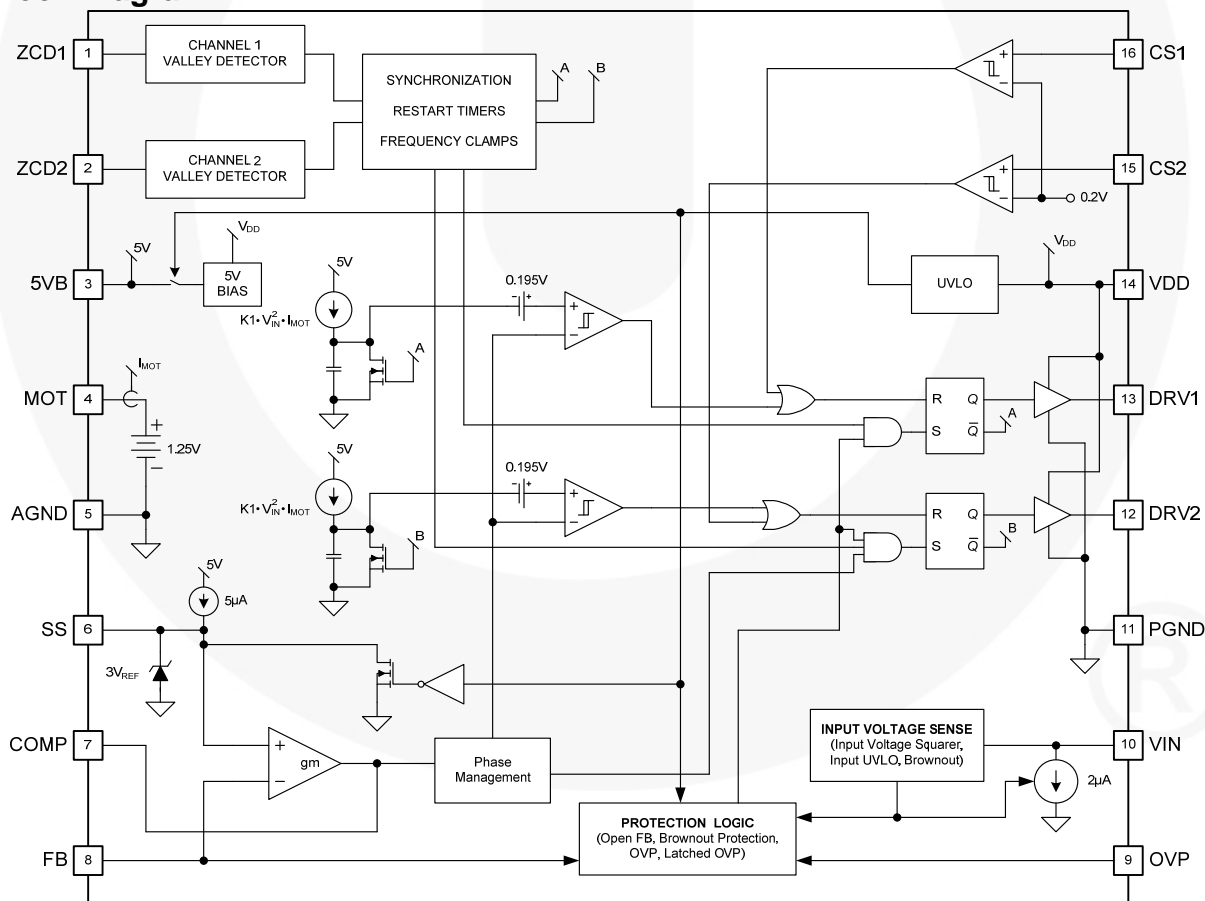 ZCD1
1
CHANNEL 1
VALLEY DETECTOR
SYNCHRONIZATION
RESTART TIMERS
FREQUENCY CLAMPS
A
B
+
−
16
CS1
ZCD2
2
CHANNEL 2
VALLEY DETECTOR
+
−
15
CS2
0.2V
5VB
3
5V
VDD
5V
BIAS
UVLO
VDD
14
VDD
5V
K1•V²IN•IMOT
A
0.195V
- +
+
−
MOT
4
IMOT
+
−
1.25V
R
Q
S
Q̅
A
13
DRV1
5V
K1•V²IN•IMOT
B
0.195V
- +
+
−
AGND
5
R
Q
S
Q̅
B
12
DRV2
SS
6
5V
5µA
3VREF
11
PGND
COMP
7
+
−
gm
Phase
Management
INPUT VOLTAGE SENSE
(Input Voltage Squarer,
Input UVLO, Brownout)
10
VIN
2µA
FB
8
PROTECTION LOGIC
(Open FB, Brownout Protection,
OVP, Latched OVP)
9
OVP
®